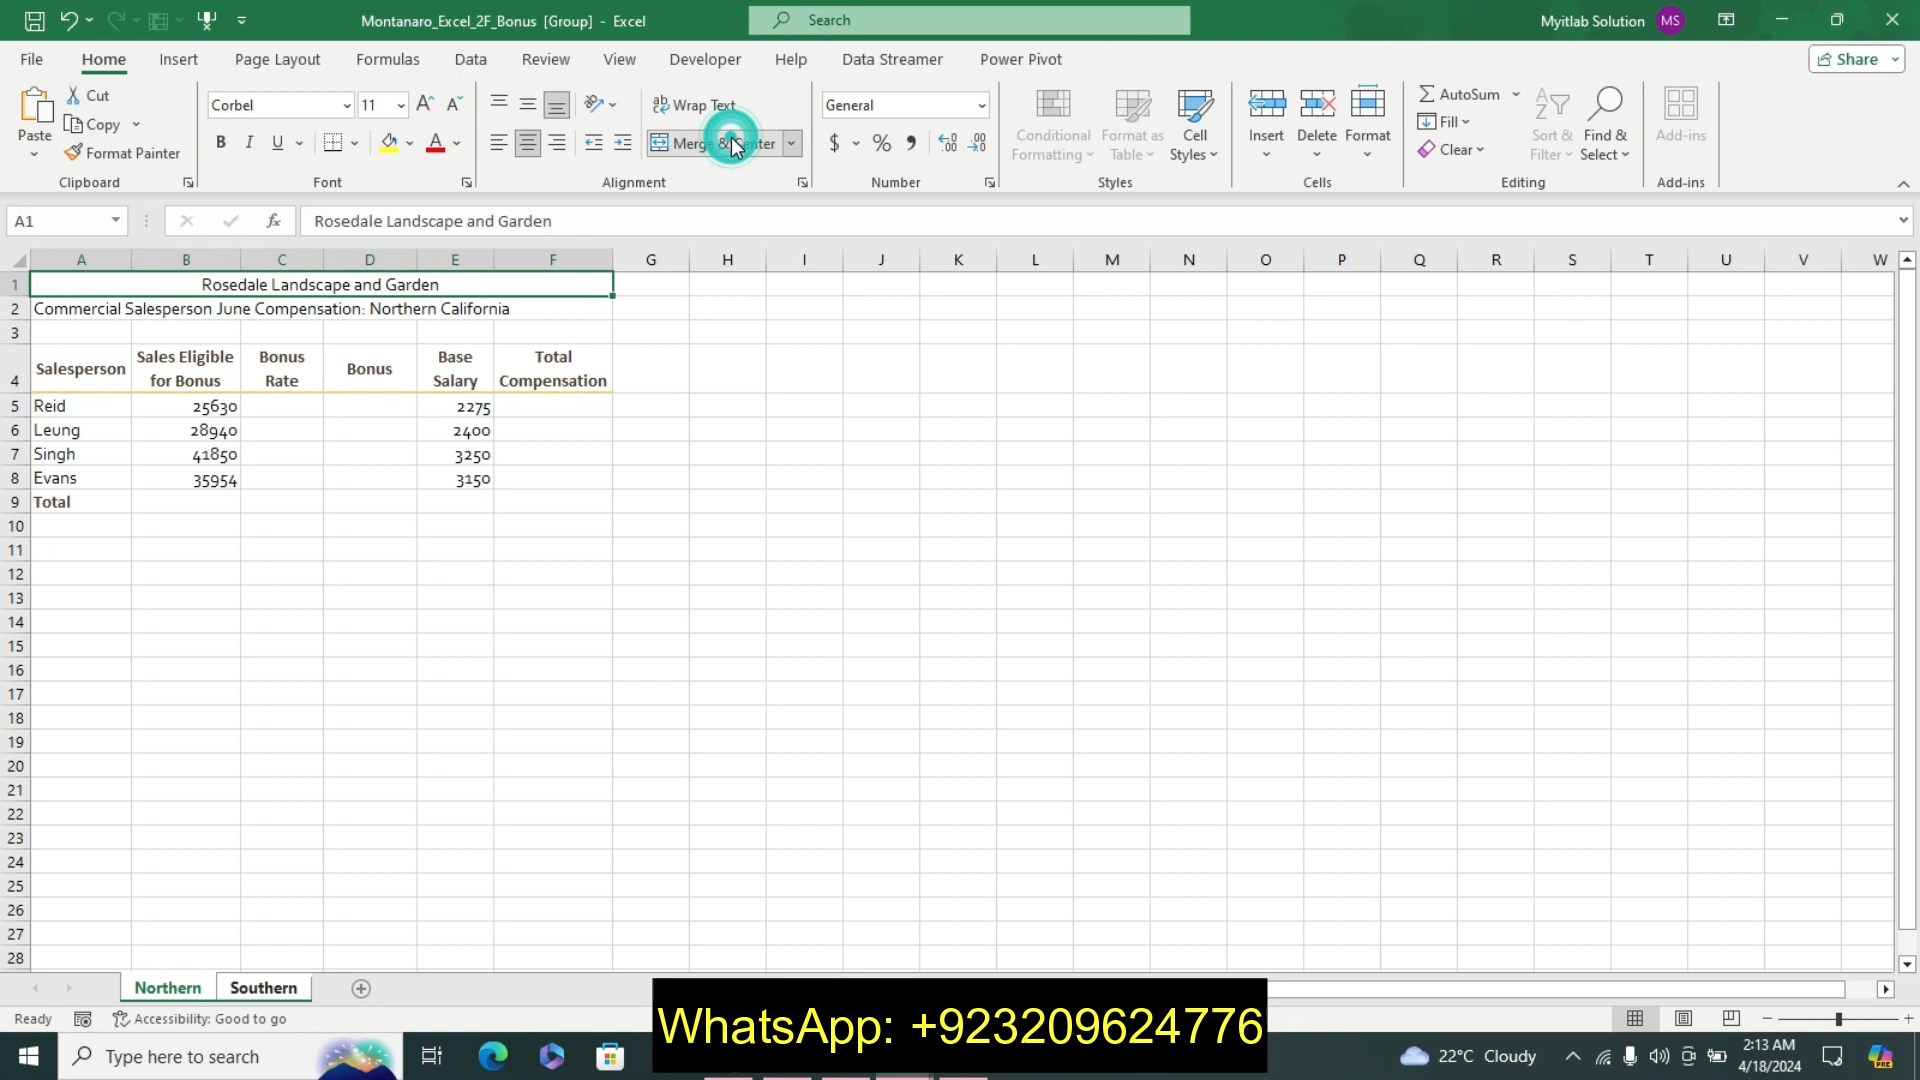 Montanaro_Excel_2F_Bonus [Group] - Excel
Search
Myitlab Solution
MS
File Home Insert Page Layout Formulas Data Review View Developer Help Data Streamer Power Pivot
Share
Paste
Cut
Copy
Format Painter
Clipboard
Corbel 11
B I U
Font
Wrap Text
Merge & Center
Alignment
General
$ % ,
Number
Conditional Formatting
Format as Table
Cell Styles
Styles
Insert Delete Format
Cells
AutoSum
Fill
Clear
Sort & Filter
Find & Select
Editing
Add-ins
Add-ins
A1
fx
Rosedale Landscape and Garden
A B C D E F G H I J K L M N O P Q R S T U V W
1 Rosedale Landscape and Garden
2 Commercial Salesperson June Compensation: Northern California
3
4 Salesperson Sales Eligible for Bonus Bonus Rate Bonus Base Salary Total Compensation
5 Reid 25630 2275
6 Leung 28940 2400
7 Singh 41850 3250
8 Evans 35954 3150
9 Total
10
11
12
13
14
15
16
17
18
19
20
21
22
23
24
25
26
27
28
Northern Southern
Ready
Accessibility: Good to go
WhatsApp: +923209624776
Type here to search
22°C Cloudy
2:13 AM
4/18/2024